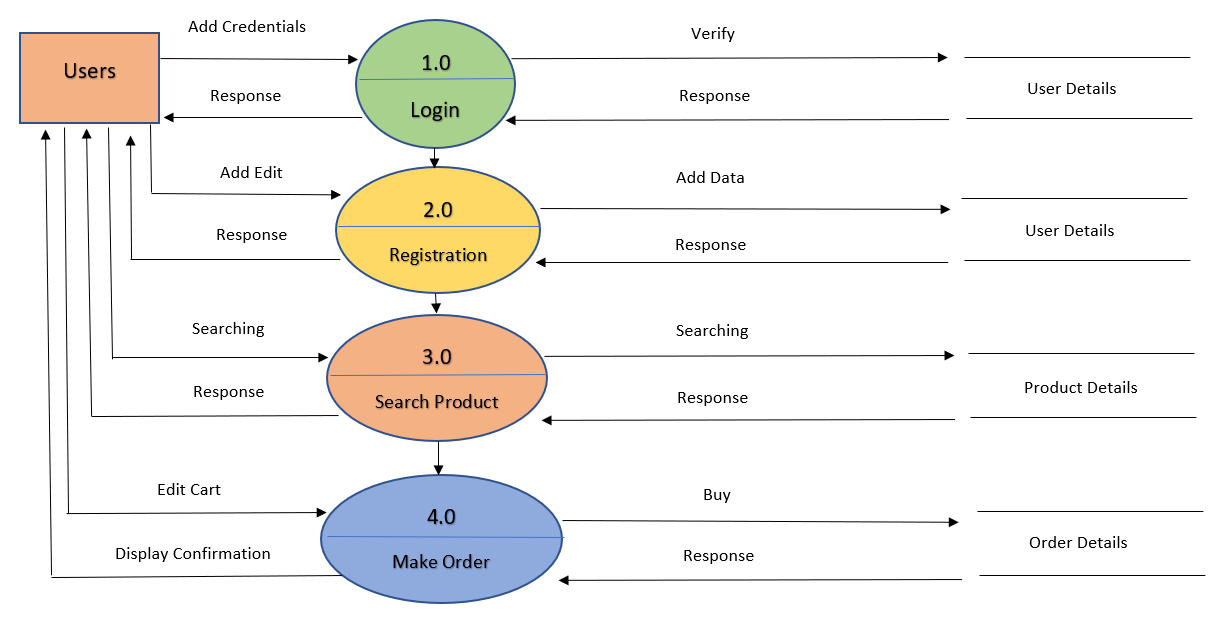 Add Credentials
Verify
Users
1.0
User Details
Response
Response
Login
Add Edit
Add Data
2.0
User Details
Response
Response
Registration
Searching
Searching
3.0
Product Details
Response
Response
Search Product
Edit Cart
Buy
4.0
Order Details
Display Confirmation
Response
Make Order